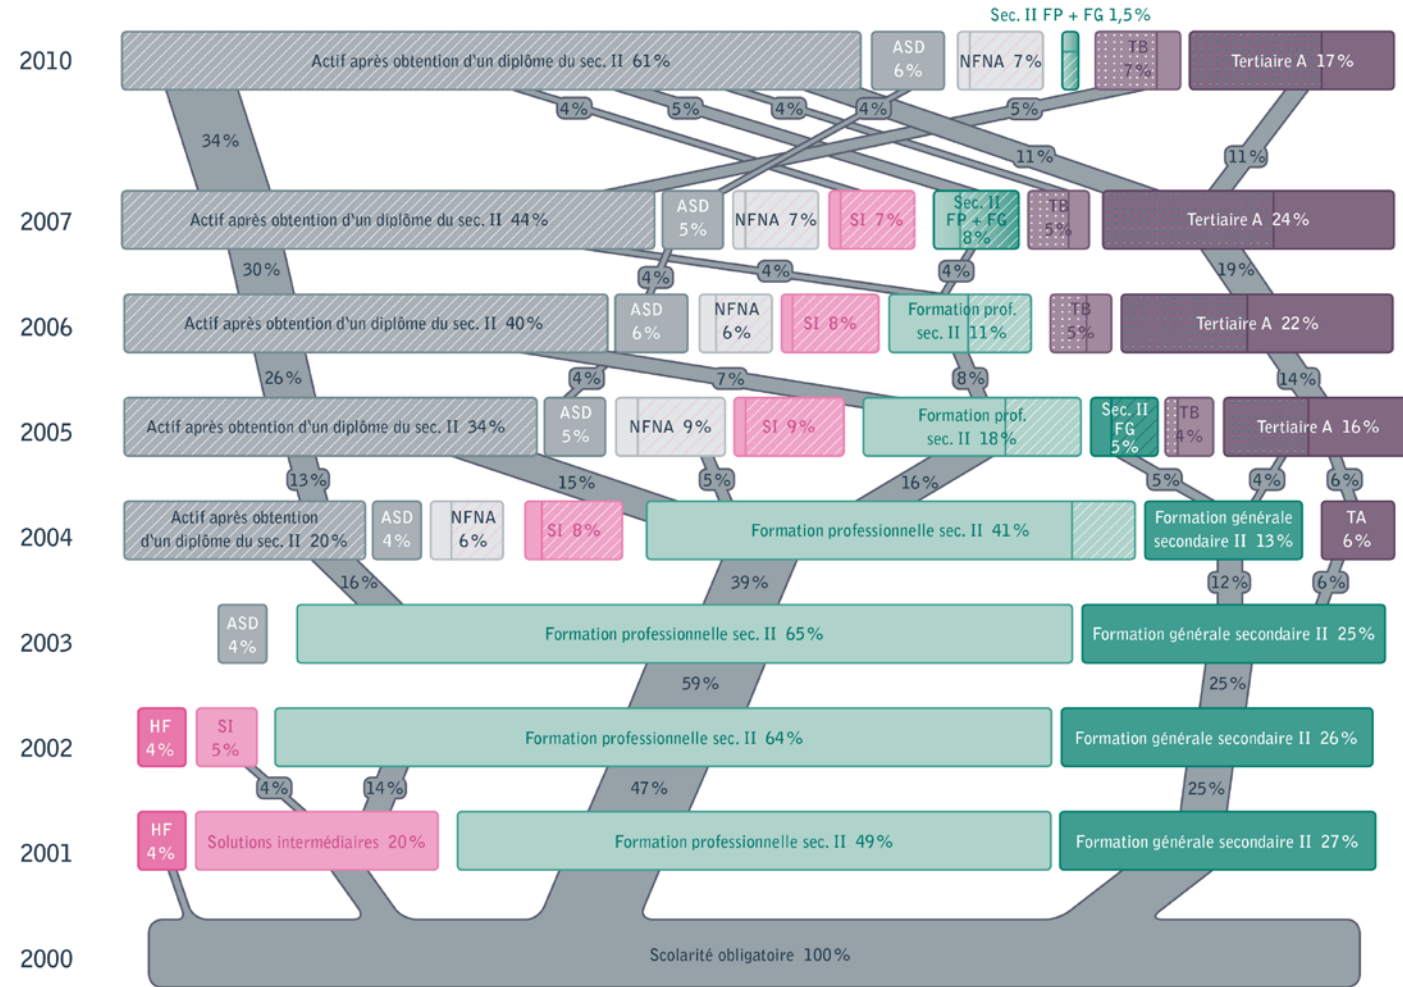 Sec. II FP + FG 1,5%
2010
Actif après obtention d'un diplôme du sec. II 61%
ASD
6%
NFNA 7%
TB
7%
Tertiaire A 17%
34%
4%
5%
4%
4%
5%
11%
11%
2007
Actif après obtention d'un diplôme du sec. II 44%
ASD
5%
NFNA 7%
SI 7%
Sec. II
FP + FG
8%
TB
5%
Tertiaire A 24%
30%
4%
4%
4%
19%
2006
Actif après obtention d'un diplôme du sec. II 40%
ASD
6%
NFNA
6%
SI 8%
Formation prof.
sec. II 11%
TB
5%
Tertiaire A 22%
26%
4%
7%
8%
14%
2005
Actif après obtention d'un diplôme du sec. II 34%
ASD
5%
NFNA 9%
SI 9%
Formation prof.
sec. II 18%
Sec. II
FG
5%
TB
4%
Tertiaire A 16%
13%
15%
5%
16%
5%
4%
6%
2004
Actif après obtention
d'un diplôme du sec. II 20%
ASD
4%
NFNA
6%
SI 8%
Formation professionnelle sec. II 41%
Formation générale
secondaire II 13%
TA
6%
16%
39%
12%
6%
2003
ASD
4%
Formation professionnelle sec. II 65%
Formation générale secondaire II 25%
59%
25%
2002
HF
4%
SI
5%
Formation professionnelle sec. II 64%
Formation générale secondaire II 26%
4%
14%
47%
25%
2001
HF
4%
Solutions intermédiaires 20%
Formation professionnelle sec. II 49%
Formation générale secondaire II 27%
2000
Scolarité obligatoire 100%